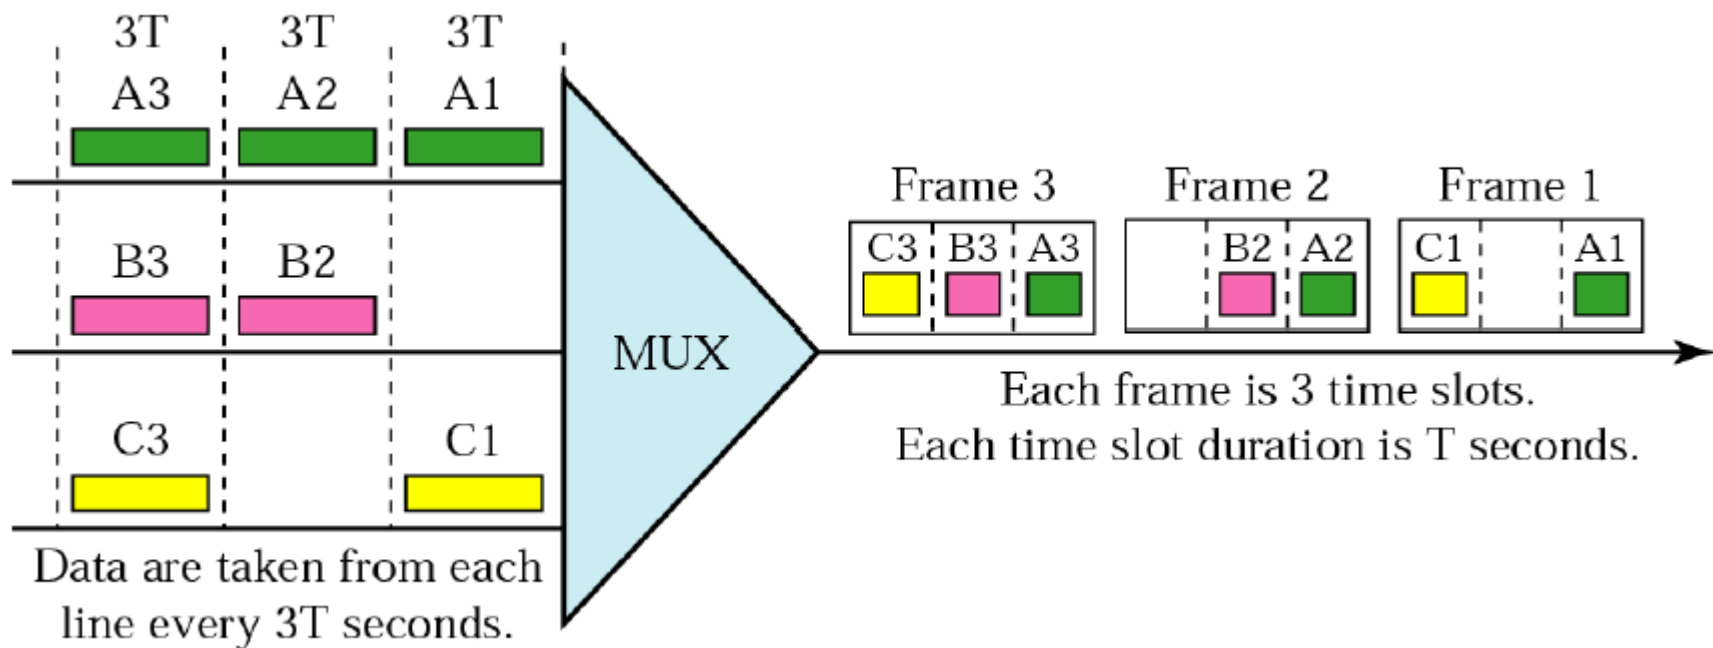 3T 3T 3T
A3 A2 A1
Frame 3 Frame 2 Frame 1
B3 B2
C3 B3 A3 B2 A2 C1 A1
MUX
Each frame is 3 time slots.
C3 C1
Each time slot duration is T seconds.
Data are taken from each
line every 3T seconds.